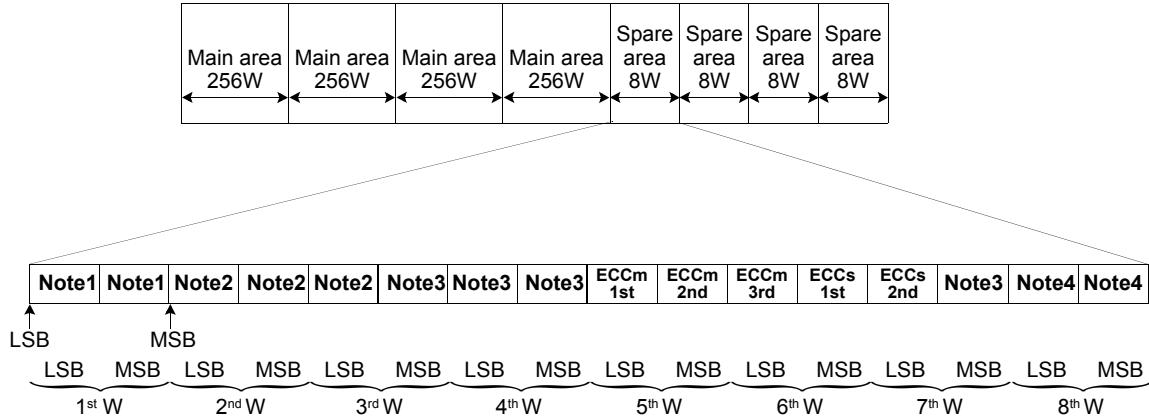 Main area 256W
Main area 256W
Main area 256W
Main area 256W
Spare area 8W
Spare area 8W
Spare area 8W
Spare area 8W
Note1 Note1 Note2 Note2 Note2 Note3 Note3 Note3 ECCm 1st ECCm 2nd ECCm 3rd ECCs 1st ECCs 2nd Note3 Note4 Note4
LSB MSB
LSB MSB LSB MSB LSB MSB LSB MSB LSB MSB LSB MSB LSB MSB LSB MSB
1st W 2nd W 3rd W 4th W 5th W 6th W 7th W 8th W